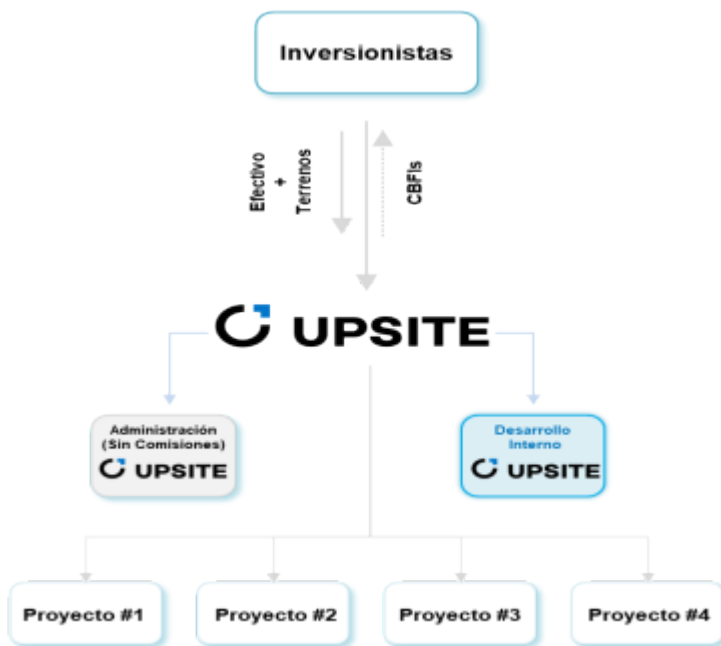 Inversionistas
Efectivo
+
Terrenos
CBFIs
UPSITE
Administración
(Sin Comisiones)
UPSITE
Desarrollo
Interno
UPSITE
Proyecto #1
Proyecto #2
Proyecto #3
Proyecto #4